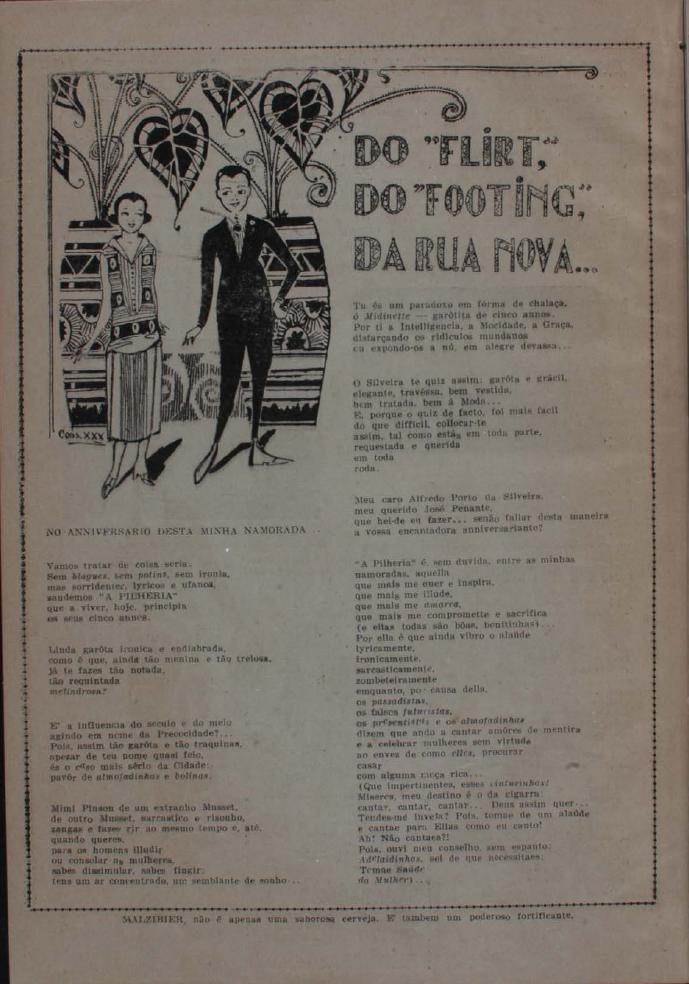 DO "FLIRT,"
DO "FOOTING,"
DA RUA NOVA...
Cons. XXX
NO ANNIVERSARIO DESTA MINHA NAMORADA ...
Vamos tratar de coisa seria.
Sem blagues, sem potins, sem ironia,
mas sorridentes, lyricos e ufanos,
saudemos "A PILHERIA"
que a viver, hoje, principia
os seus cinco annos.
Linda garôta ironica e endiabrada,
como é que, ainda tão menina e tão trelosa,
já te fazes tão notada,
tão requintada
melindrosa?
E' a influencia do seculo e do meio
agindo em nome da Precocidade?...
Pois, assim tão garôta e tão traquinas,
apezar de teu nome quasi feio,
és o caso mais sério da Cidade:
pavôr de almofadinhas e bolinas.
Mimi Pinson de um extranho Musset,
de outro Musset, sarcastico e risonho,
zangas e fazes rir ao mesmo tempo e, até,
quando queres,
para os homens illudir
ou consolar as mulheres,
sabes dissimular, sabes fingir:
tens um ar concentrado, um semblante de sonho...
Tu és um paradoxo em fórma de chalaça,
ó Midinette — garôtita de cinco annos.
Por ti a Intelligencia, a Mocidade, a Graça,
disfarçando os ridiculos mundanos
ou expondo-os a nú, em alegre devassa...
O Silveira te quiz assim: garôta e grácil,
elegante, travêssa, bem vestida,
bem tratada, bem á Moda...
E, porque o quiz de facto, foi mais facil
do que difficil, collocar-te
assim, tal como estás em toda parte,
requestada e querida
em toda
roda.
Meu caro Alfredo Porto da Silveira,
meu querido José Penante,
que hei-de eu fazer... senão fallar desta maneira
a vossa encantadora anniversariante?
"A Pilheria" é, sem duvida, entre as minhas
namoradas, aquella
que mais me quer e inspira,
que mais me illude,
que mais me amarra,
que mais me compromette e sacrifica
(e ellas todas são bôas, bonitinhas)...
Por ella é que ainda vibro o alaúde
lyricamente,
ironicamente,
sarcasticamente,
zombeteiramente
emquanto, por causa della,
os passadistas,
os falsos futuristas,
os presentistas e os almofadinhas
dizem que ando a cantar amôres de mentira
e a celebrar mulheres sem virtude
ao envez de como elles, procurar
casar
com alguma moça rica...
(Que impertinentes, esses cinturinhas!
Miseros, meu destino é o da cigarra:
cantar, cantar, cantar... Deus assim quer...
Tendes-me inveja? Pois, tomae de um alaúde
e cantae para Ellas como eu canto!
Ah! Não cantaes?!
Pois, ouvi meu conselho, sem espanto:
Adelaidinhas, sei de que necessitaes:
Tomae Saúde
da Mulher)...
MALZIBIER, não é apenas uma saborosa cerveja. E' tambem um poderoso fortificante.